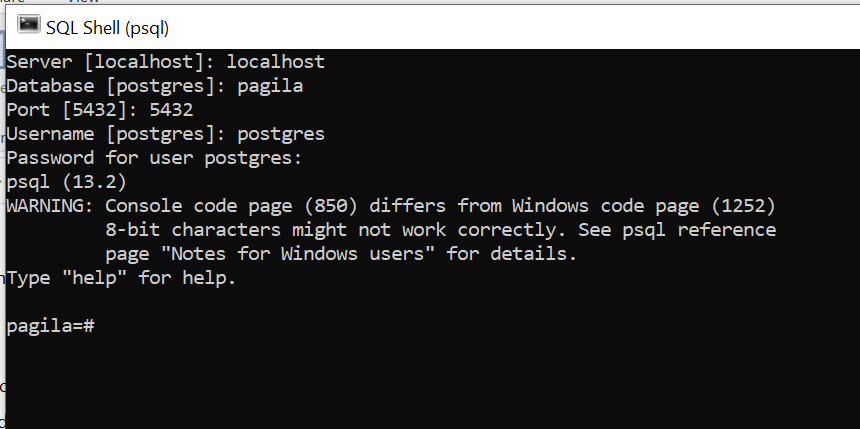 View
SQL Shell (psql)
Server [localhost]: localhost
Database [postgres]: pagila
Port [5432]: 5432
Username [postgres]: postgres
Password for user postgres:
psql (13.2)
WARNING: Console code page (850) differs from Windows code page (1252)
8-bit characters might not work correctly. See psql reference
page "Notes for Windows users" for details.
Type "help" for help.
pagila=#